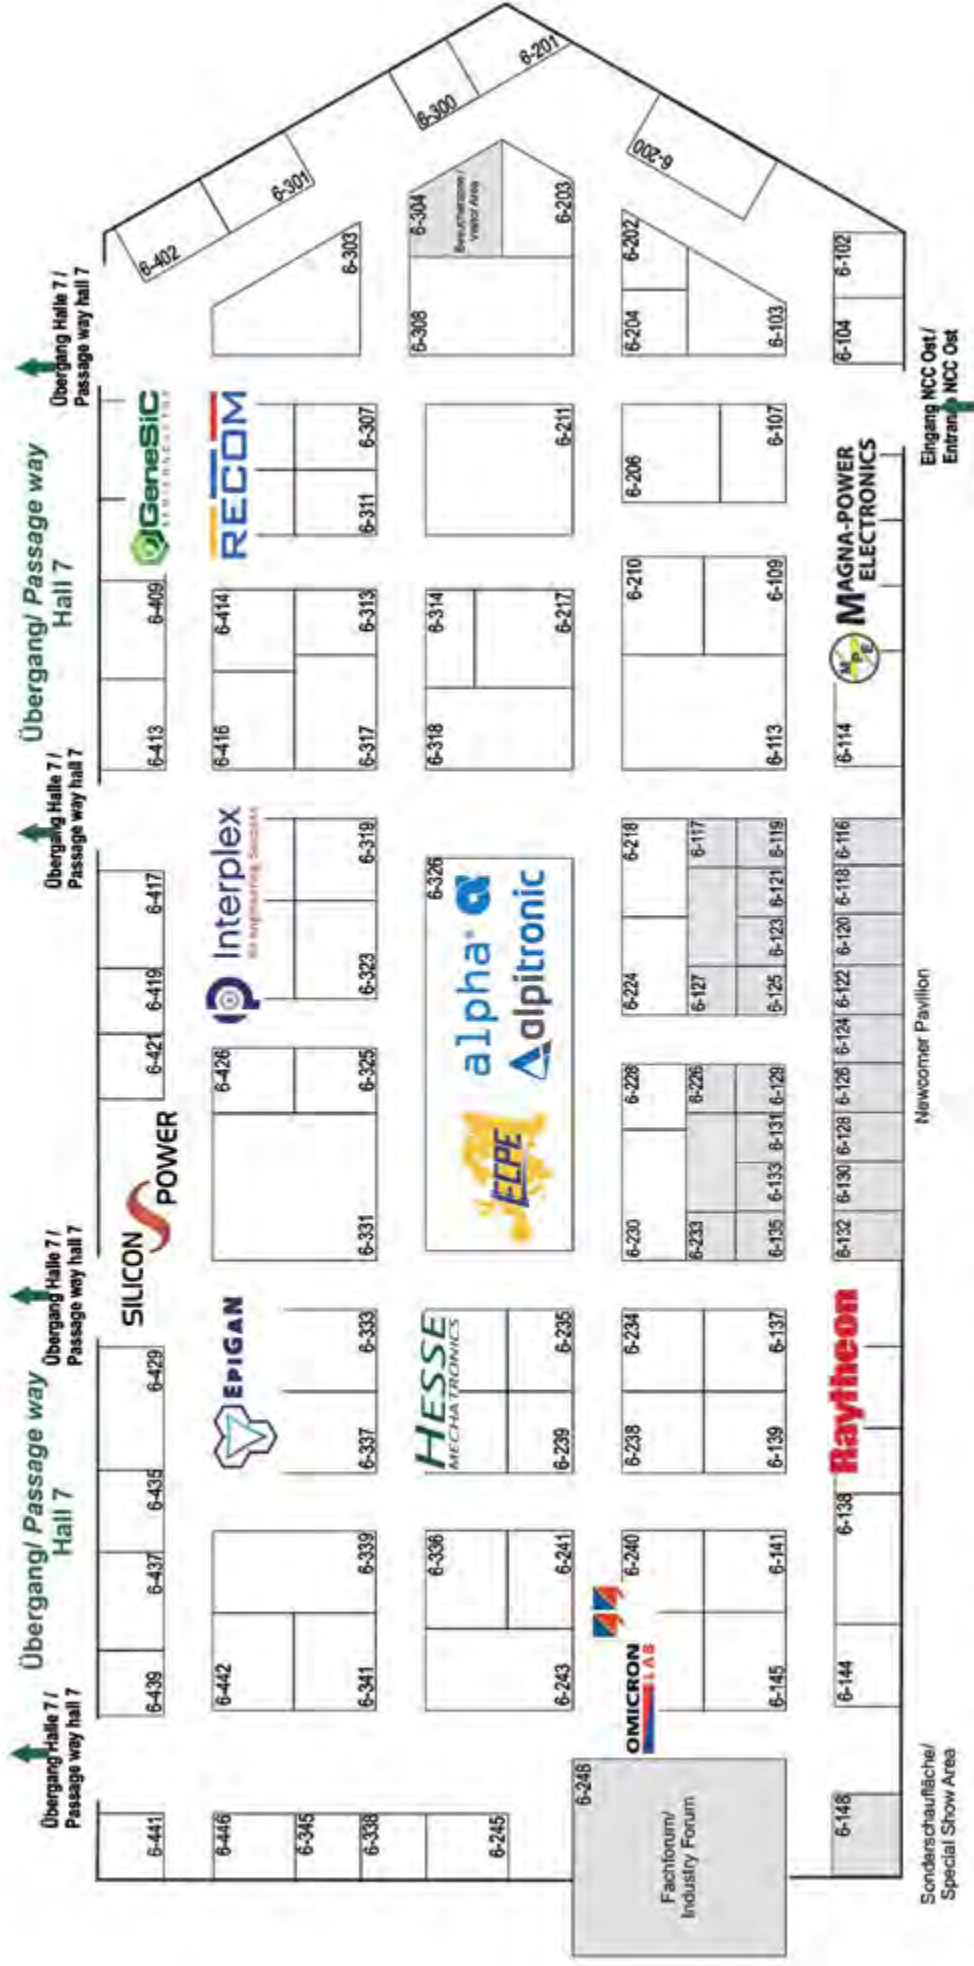 Übergang/ Passage way
Hall 7
Übergang/ Passage way
Hall 7
Übergang Halle 7 /
Passage way hall 7
Übergang Halle 7 /
Passage way hall 7
Übergang Halle 7 /
Passage way hall 7
Übergang Halle 7 /
Passage way hall 7
6-441
6-439
6-437
6-435
6-429
SILICON
POWER
6-421
6-419
6-417
6-413
6-409
GeneSiC
SEMICONDUCTOR
6-402
6-301
6-446
6-442
EPIGAN
6-426
Interplex
6-416
6-414
RECOM
6-345
6-338
6-341
6-339
6-337
6-333
6-331
6-325
6-323
6-319
6-317
6-313
6-311
6-307
6-303
6-300
6-201
6-336
HESSE
MECHATRONICS
6-326
ECPE
alpha
alpitronic
6-318
6-314
6-308
6-304
Besucherzone /
Visitor Area
6-245
6-243
6-241
6-239
6-235
6-217
6-211
6-203
6-248
Fachforum/
Industry Forum
OMICRON
LAB
6-240
6-238
6-234
6-230
6-228
6-224
6-218
6-210
6-206
6-204
6-202
6-200
6-233
6-226
6-127
6-117
6-145
6-141
6-139
6-137
6-135
6-133
6-131
6-129
6-125
6-123
6-121
6-119
6-113
6-109
6-107
6-103
6-148
6-144
6-138
Raytheon
6-132
6-130
6-128
6-126
6-124
6-122
6-120
6-118
6-116
6-114
MPE
MAGNA-POWER
ELECTRONICS
6-104
6-102
Sonderschaufläche/
Special Show Area
Newcomer Pavilion
Eingang NCC Ost /
Entrance NCC Ost